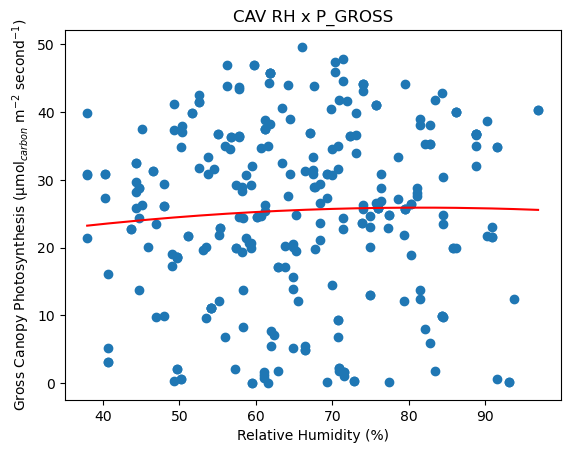 CAV RH x P_GROSS
Gross Canopy Photosynthesis (μmol_carbon m⁻² second⁻¹)
50
40
30
20
10
0
40 50 60 70 80 90
Relative Humidity (%)